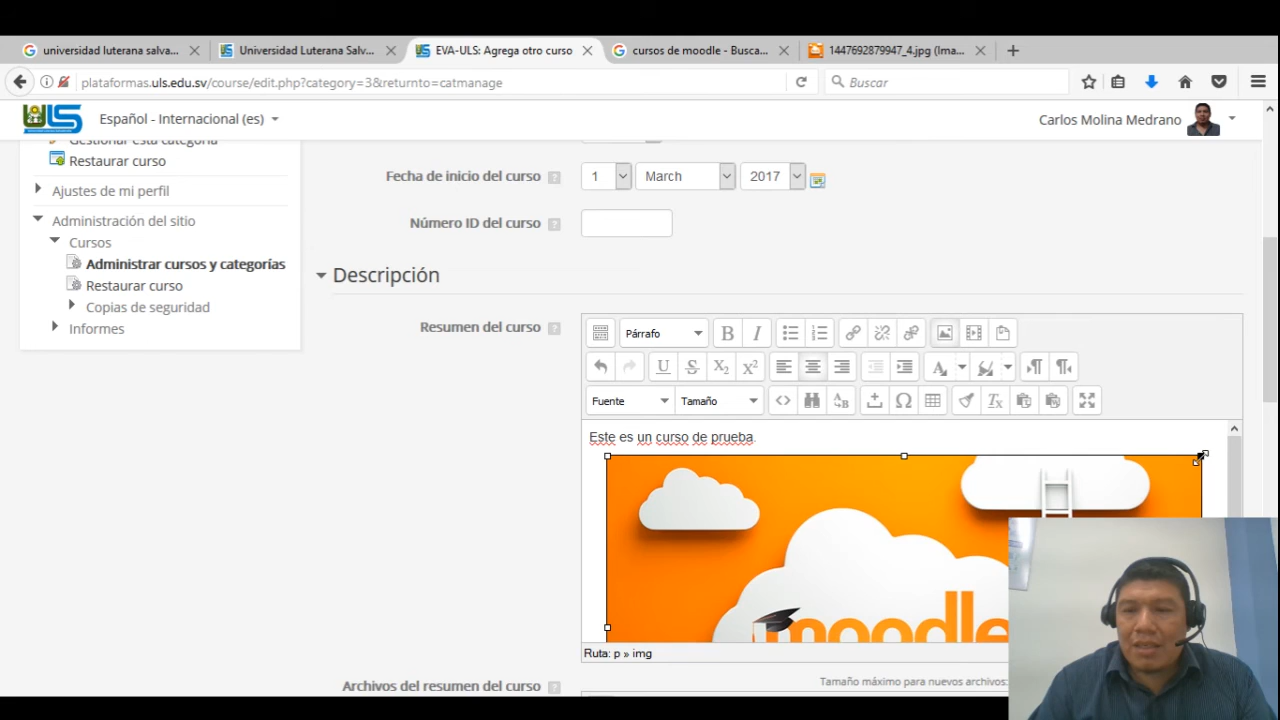 universidad luterana salva...
Universidad Luterana Salv...
EVA-ULS: Agrega otro curso
cursos de moodle - Busca...
1447692879947_4.jpg (Ima...
plataformas.uls.edu.sv/course/edit.php?category=3&returnto=catmanage
Buscar
ULS
Español - Internacional (es)
Carlos Molina Medrano
Gestionar esta categoría
Restaurar curso
Ajustes de mi perfil
Administración del sitio
Cursos
Administrar cursos y categorías
Restaurar curso
Copias de seguridad
Informes
Fecha de inicio del curso
1
March
2017
Número ID del curso
Descripción
Resumen del curso
Párrafo
Fuente
Tamaño
Este es un curso de prueba.
moodle
Ruta: p » img
Archivos del resumen del curso
Tamaño máximo para nuevos archivos: